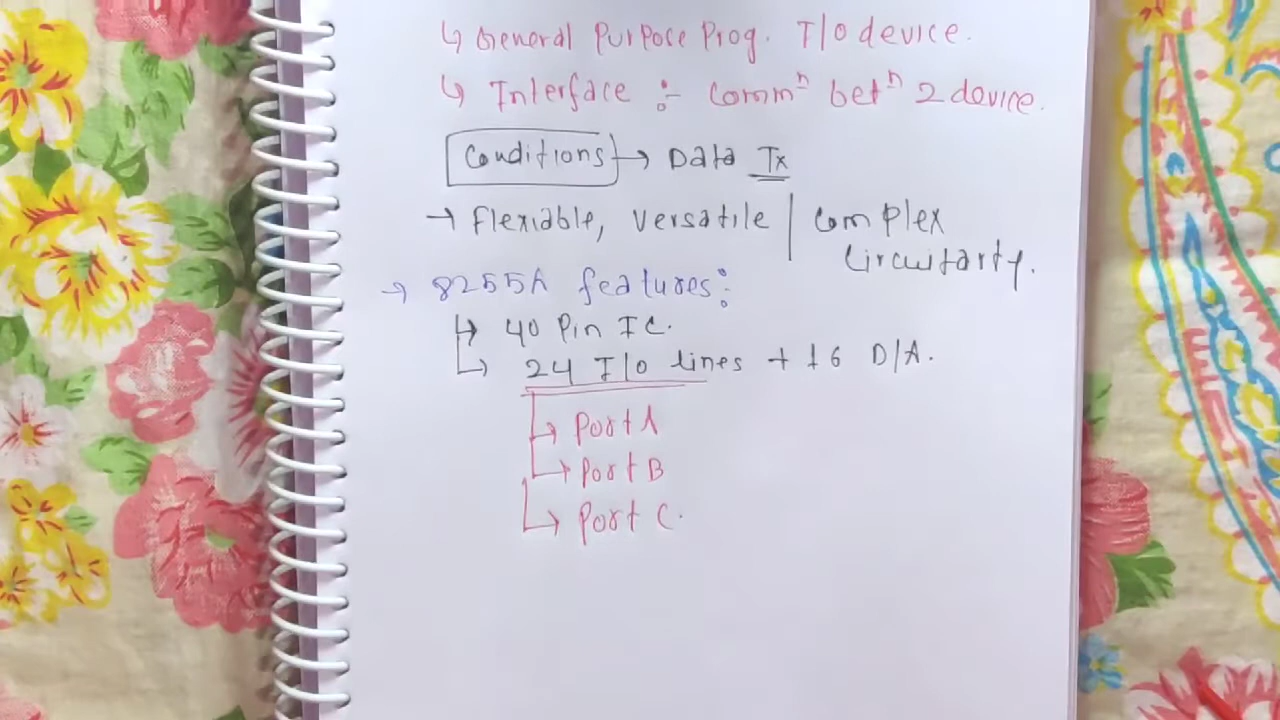 ↳ General Purpose Prog. I/O device.
↳ Interface :- Commⁿ betⁿ 2 device.
Conditions → Data Tx
→ Flexiable, Versatile | Complex
Circuitarty.
→ 8255A features:
↳ 40 Pin IC.
↳ 24 I/O lines + 16 D/A.
↳ Port A
↳ Port B
↳ Port C.